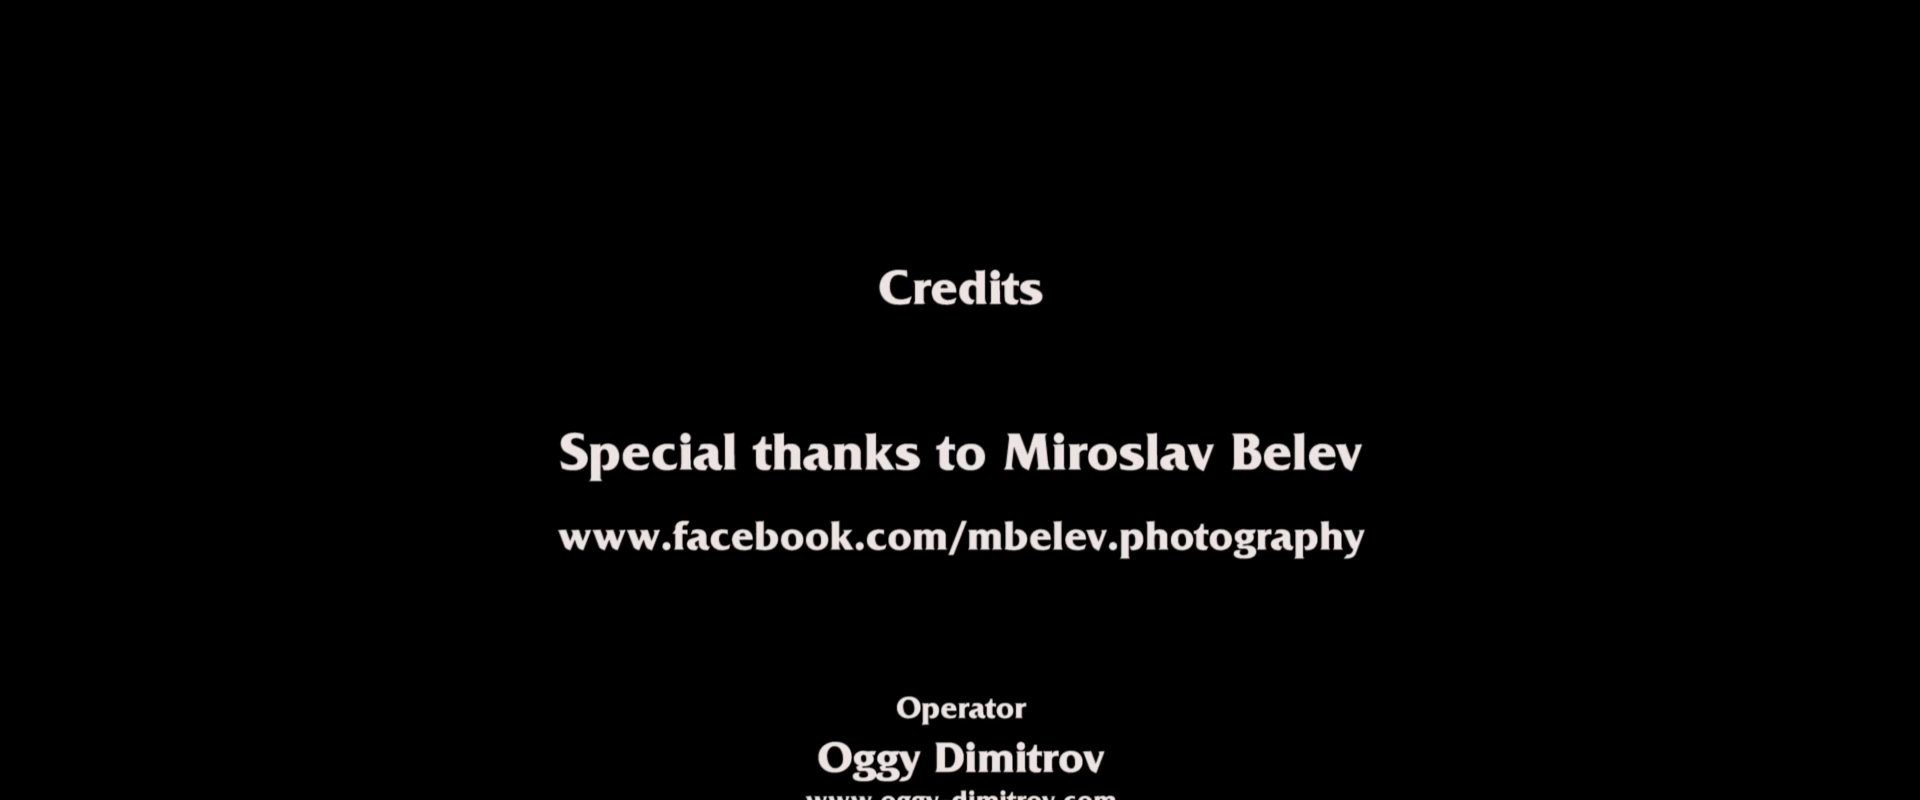 Credits
Special thanks to Miroslav Belev
www.facebook.com/mbelev.photography
Operator
Oggy Dimitrov